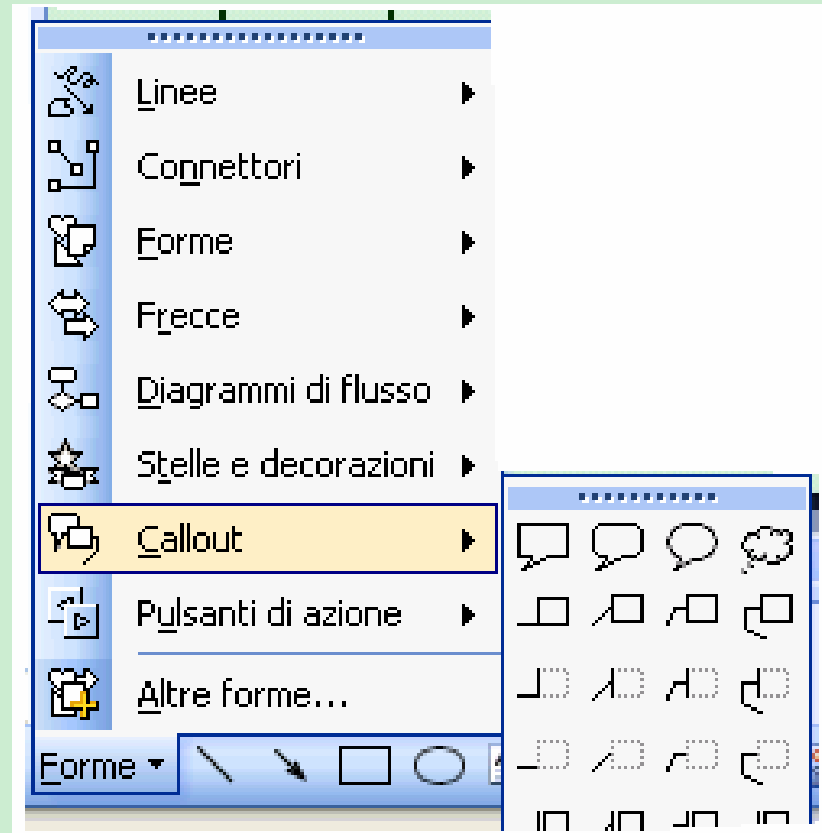 Linee
Connettori
Forme
Frecce
Diagrammi di flusso
Stelle e decorazioni
Callout
Pulsanti di azione
Altre forme...
Forme